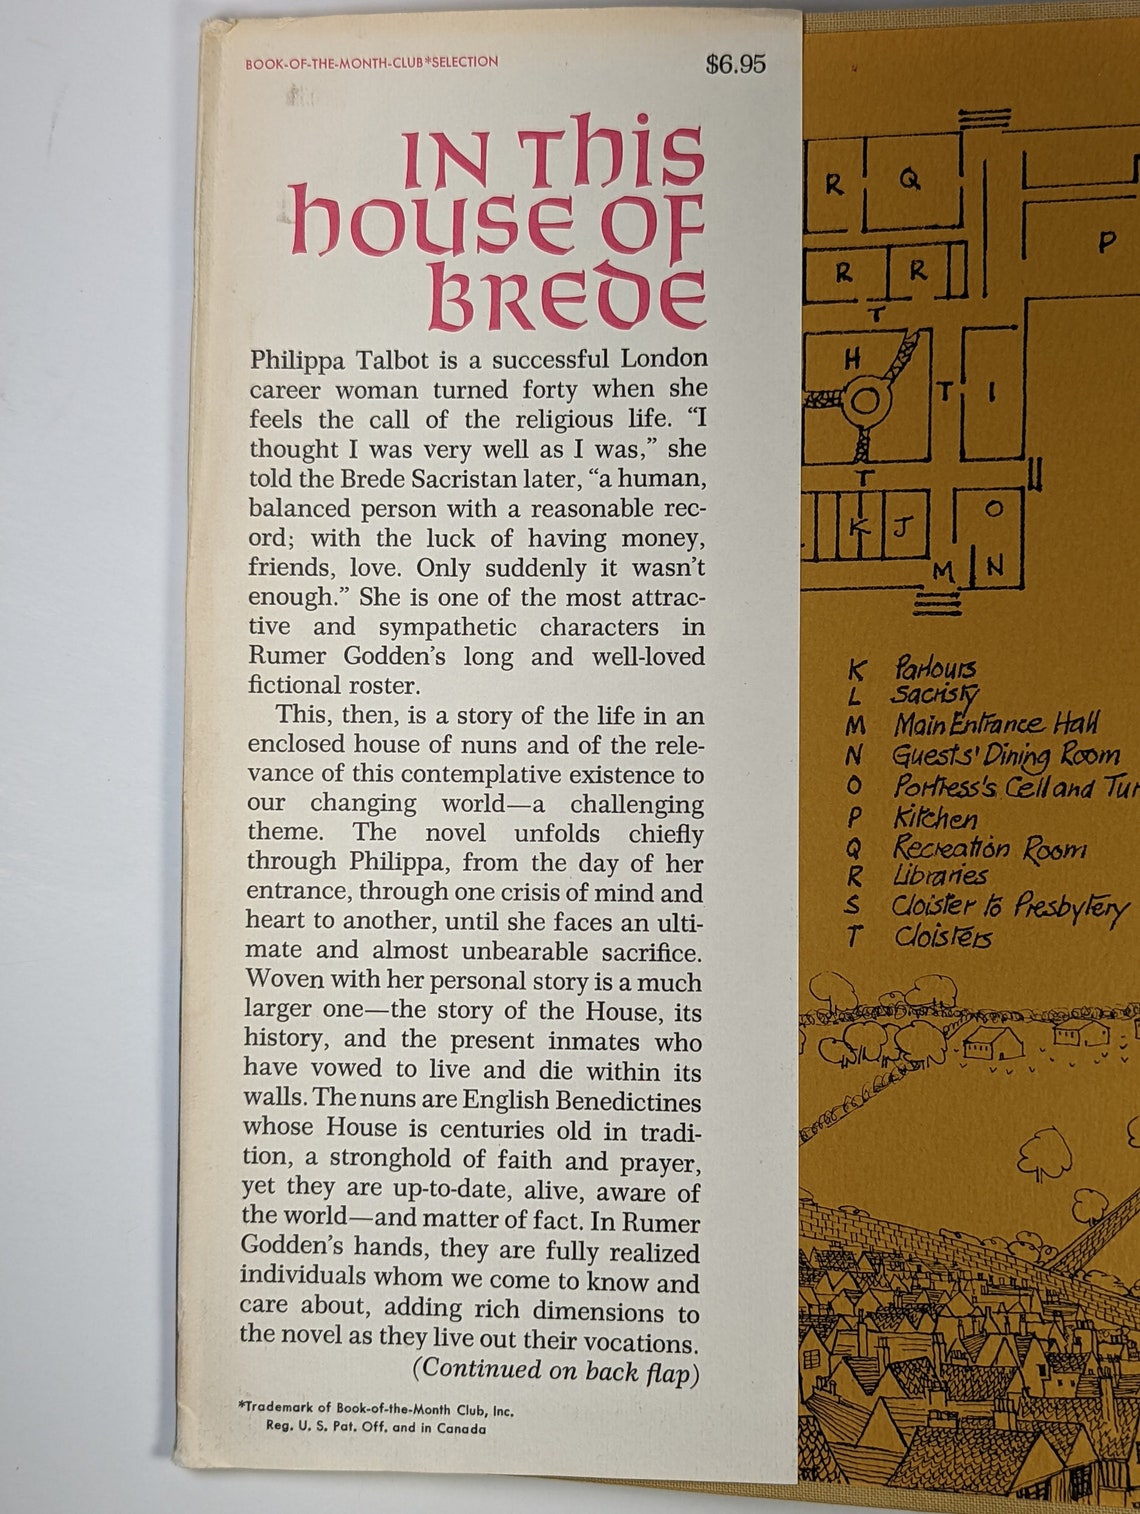 BOOK-OF-THE-MONTH-CLUB*SELECTION
$6.95
IN THIS
HOUSE OF
BREDE
Philippa Talbot is a successful London
career woman turned forty when she
feels the call of the religious life. “I
thought I was very well as I was,” she
told the Brede Sacristan later, “a human,
balanced person with a reasonable rec-
ord; with the luck of having money,
friends, love. Only suddenly it wasn’t
enough.” She is one of the most attrac-
tive and sympathetic characters in
Rumer Godden’s long and well-loved
fictional roster.
This, then, is a story of the life in an
enclosed house of nuns and of the rele-
vance of this contemplative existence to
our changing world—a challenging
theme. The novel unfolds chiefly
through Philippa, from the day of her
entrance, through one crisis of mind and
heart to another, until she faces an ulti-
mate and almost unbearable sacrifice.
Woven with her personal story is a much
larger one—the story of the House, its
history, and the present inmates who
have vowed to live and die within its
walls. The nuns are English Benedictines
whose House is centuries old in tradi-
tion, a stronghold of faith and prayer,
yet they are up-to-date, alive, aware of
the world—and matter of fact. In Rumer
Godden’s hands, they are fully realized
individuals whom we come to know and
care about, adding rich dimensions to
the novel as they live out their vocations.
(Continued on back flap)
*Trademark of Book-of-the-Month Club, Inc.
Reg. U. S. Pat. Off. and in Canada
R Q
P
R R
T
H
T I
T
K J O
M N
K Parlours
L Sacristy
M Main Entrance Hall
N Guests' Dining Room
O Portress's Cell and
P Kitchen
Q Recreation Room
R Libraries
S Cloister to Presbytery
T Cloisters